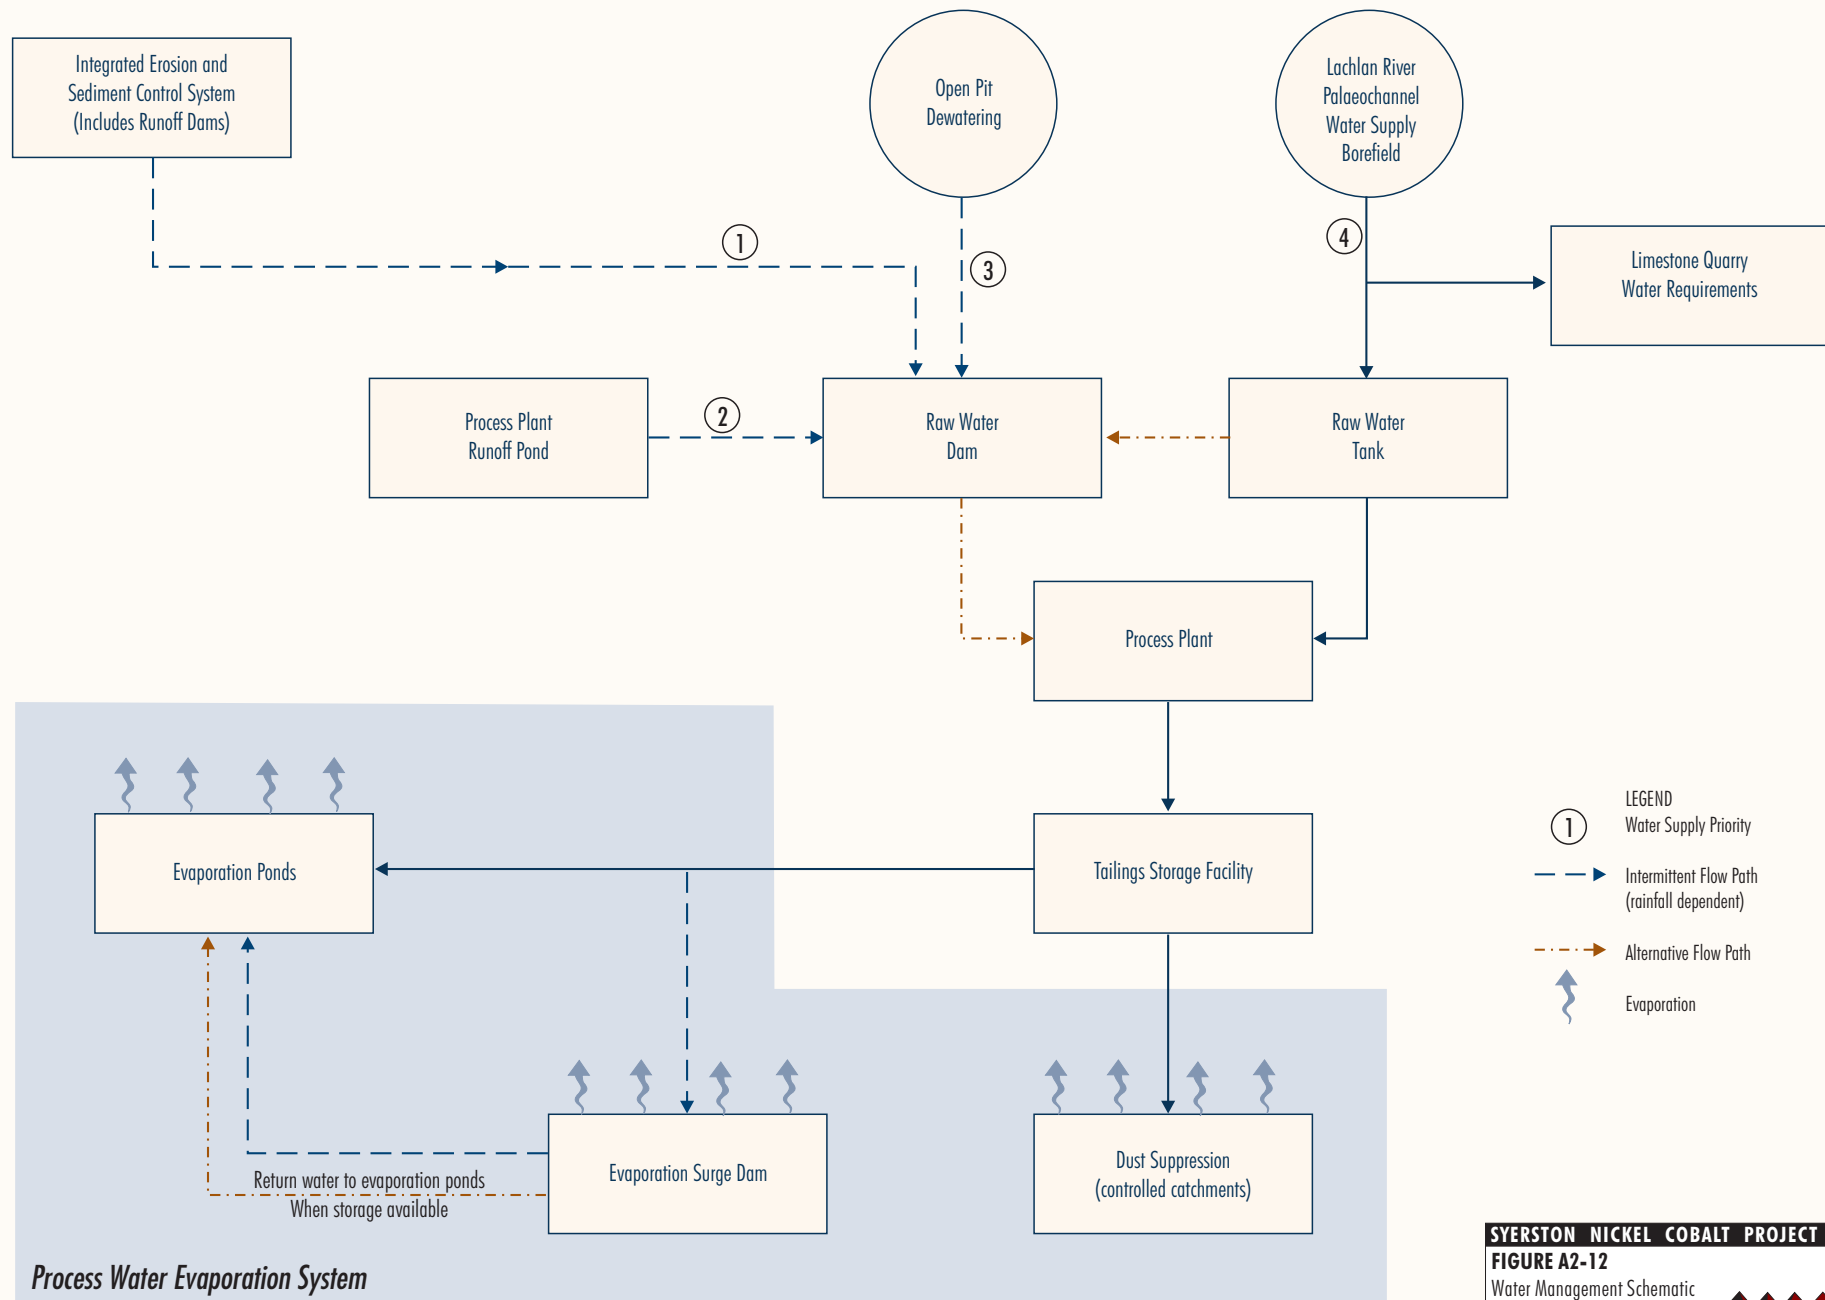 Integrated Erosion and
Sediment Control System
(Includes Runoff Dams)
Open Pit
Dewatering
Lachlan River
Palaeochannel
Water Supply
Borefield
1
3
4
Limestone Quarry
Water Requirements
Process Plant
Runoff Pond
2
Raw Water
Dam
Raw Water
Tank
Process Plant
Evaporation Ponds
Tailings Storage Facility
LEGEND
1
Water Supply Priority
Intermittent Flow Path
(rainfall dependent)
Alternative Flow Path
Evaporation
Evaporation Surge Dam
Dust Suppression
(controlled catchments)
Return water to evaporation ponds
When storage available
Process Water Evaporation System
SYERSTON NICKEL COBALT PROJECT
FIGURE A2-12
Water Management Schematic